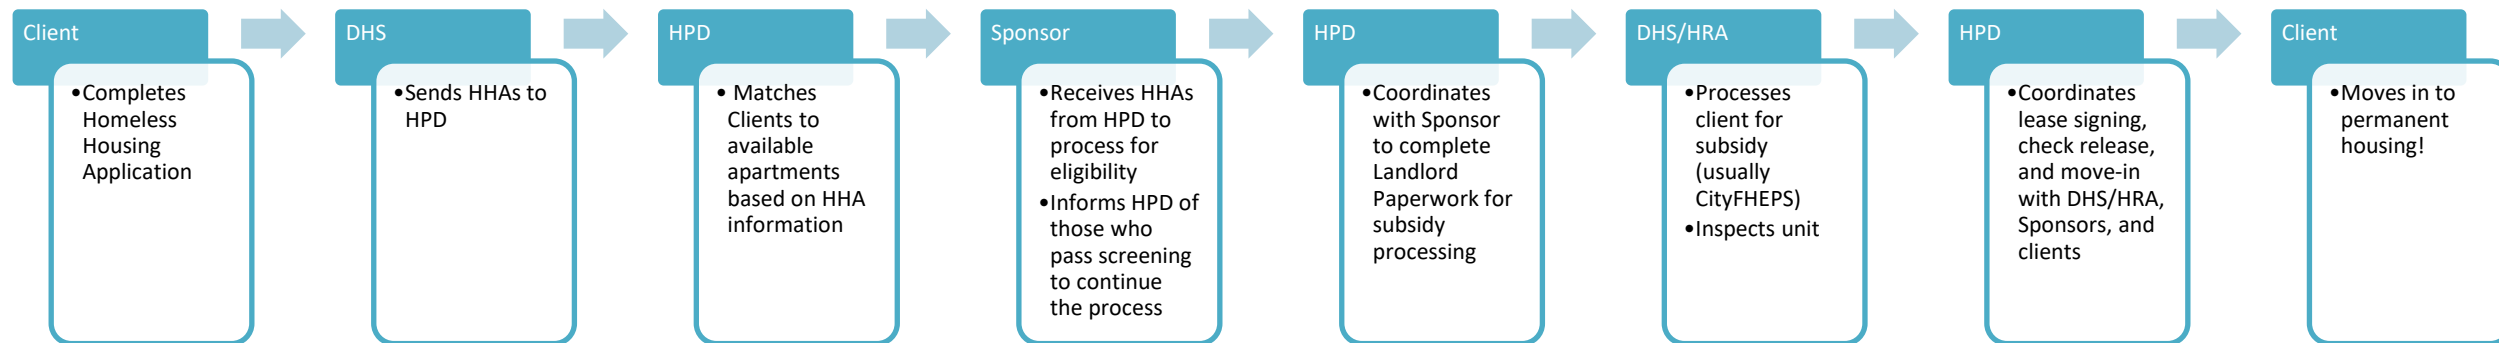 Client
•Completes
Homeless
Housing
Application
DHS
•Sends HHAs to
HPD
HPD
• Matches
Clients to
available
apartments
based on HHA
information
Sponsor
•Receives HHAs
from HPD to
process for
eligibility
•Informs HPD of
those who
pass screening
to continue
the process
HPD
•Coordinates
with Sponsor
to complete
Landlord
Paperwork for
subsidy
processing
DHS/HRA
•Processes
client for
subsidy
(usually
CityFHEPS)
•Inspects unit
HPD
•Coordinates
lease signing,
check release,
and move-in
with DHS/HRA,
Sponsors, and
clients
Client
•Moves in to
permanent
housing!